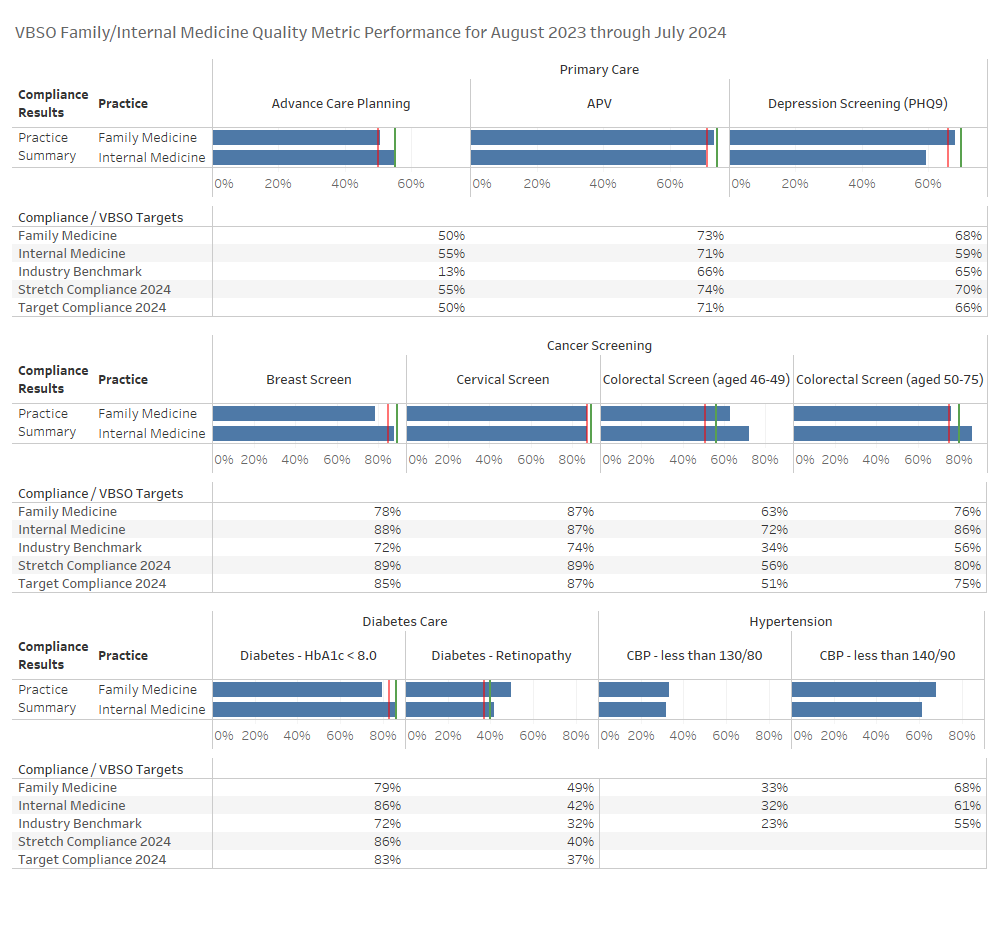 VBSO Family/Internal Medicine Quality Metric Performance for August 2023 through July 2024
Primary Care
Compliance Results Practice Advance Care Planning APV Depression Screening (PHQ9)
Practice Summary Family Medicine
Internal Medicine
0% 20% 40% 60% 0% 20% 40% 60% 0% 20% 40% 60%
Compliance / VBSO Targets
Family Medicine 50% 73% 68%
Internal Medicine 55% 71% 59%
Industry Benchmark 13% 66% 65%
Stretch Compliance 2024 55% 74% 70%
Target Compliance 2024 50% 71% 66%
Cancer Screening
Compliance Results Practice Breast Screen Cervical Screen Colorectal Screen (aged 46-49) Colorectal Screen (aged 50-75)
Practice Summary Family Medicine
Internal Medicine
0% 20% 40% 60% 80% 0% 20% 40% 60% 80% 0% 20% 40% 60% 80% 0% 20% 40% 60% 80%
Compliance / VBSO Targets
Family Medicine 78% 87% 63% 76%
Internal Medicine 88% 87% 72% 86%
Industry Benchmark 72% 74% 34% 56%
Stretch Compliance 2024 89% 89% 56% 80%
Target Compliance 2024 85% 87% 51% 75%
Diabetes Care Hypertension
Compliance Results Practice Diabetes - HbA1c < 8.0 Diabetes - Retinopathy CBP - less than 130/80 CBP - less than 140/90
Practice Summary Family Medicine
Internal Medicine
0% 20% 40% 60% 80% 0% 20% 40% 60% 80% 0% 20% 40% 60% 80% 0% 20% 40% 60% 80%
Compliance / VBSO Targets
Family Medicine 79% 49% 33% 68%
Internal Medicine 86% 42% 32% 61%
Industry Benchmark 72% 32% 23% 55%
Stretch Compliance 2024 86% 40%
Target Compliance 2024 83% 37%